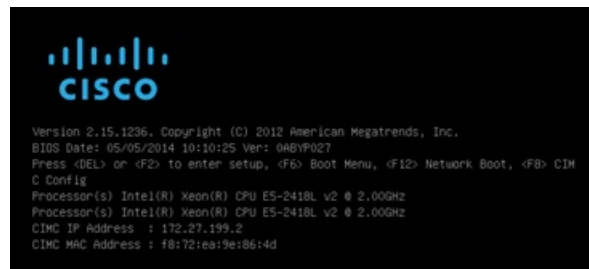 CISCO
Version 2.15.1236. Copyright (C) 2012 American Megatrends, Inc.
BIOS Date: 05/05/2014 10:10:25 Ver: 0ABYP027
Press <DEL> or <F2> to enter setup, <F6> Boot Menu, <F12> Network Boot, <F8> CIM
C Config
Processor(s) Intel(R) Xeon(R) CPU E5-2418L v2 @ 2.00GHz
Processor(s) Intel(R) Xeon(R) CPU E5-2418L v2 @ 2.00GHz
CIMC IP Address : 172.27.199.2
CIMC MAC Address : f8:72:ea:9e:86:4d